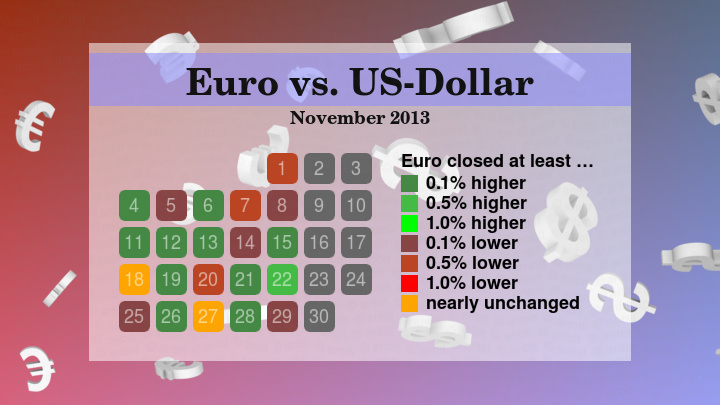 Euro vs. US-Dollar
November 2013
1 2 3
4 5 6 7 8 9 10
11 12 13 14 15 16 17
18 19 20 21 22 23 24
25 26 27 28 29 30
Euro closed at least …
0.1% higher
0.5% higher
1.0% higher
0.1% lower
0.5% lower
1.0% lower
nearly unchanged